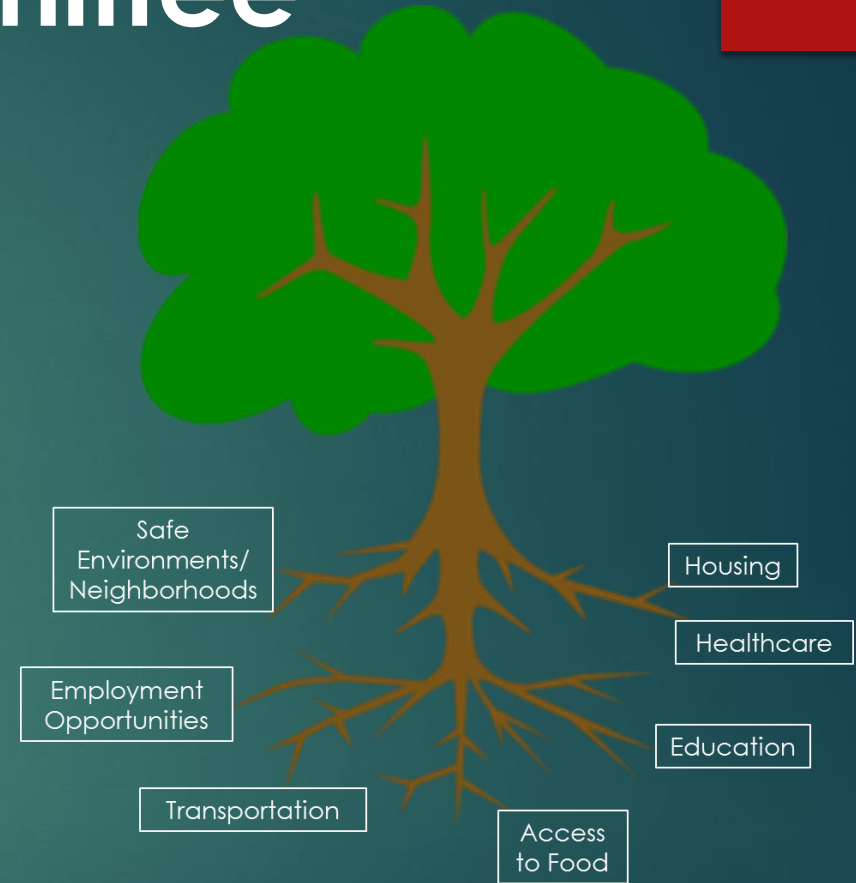 Safe
Environments/
Neighborhoods
Housing
Healthcare
Employment
Opportunities
Education
Transportation
Access
to Food